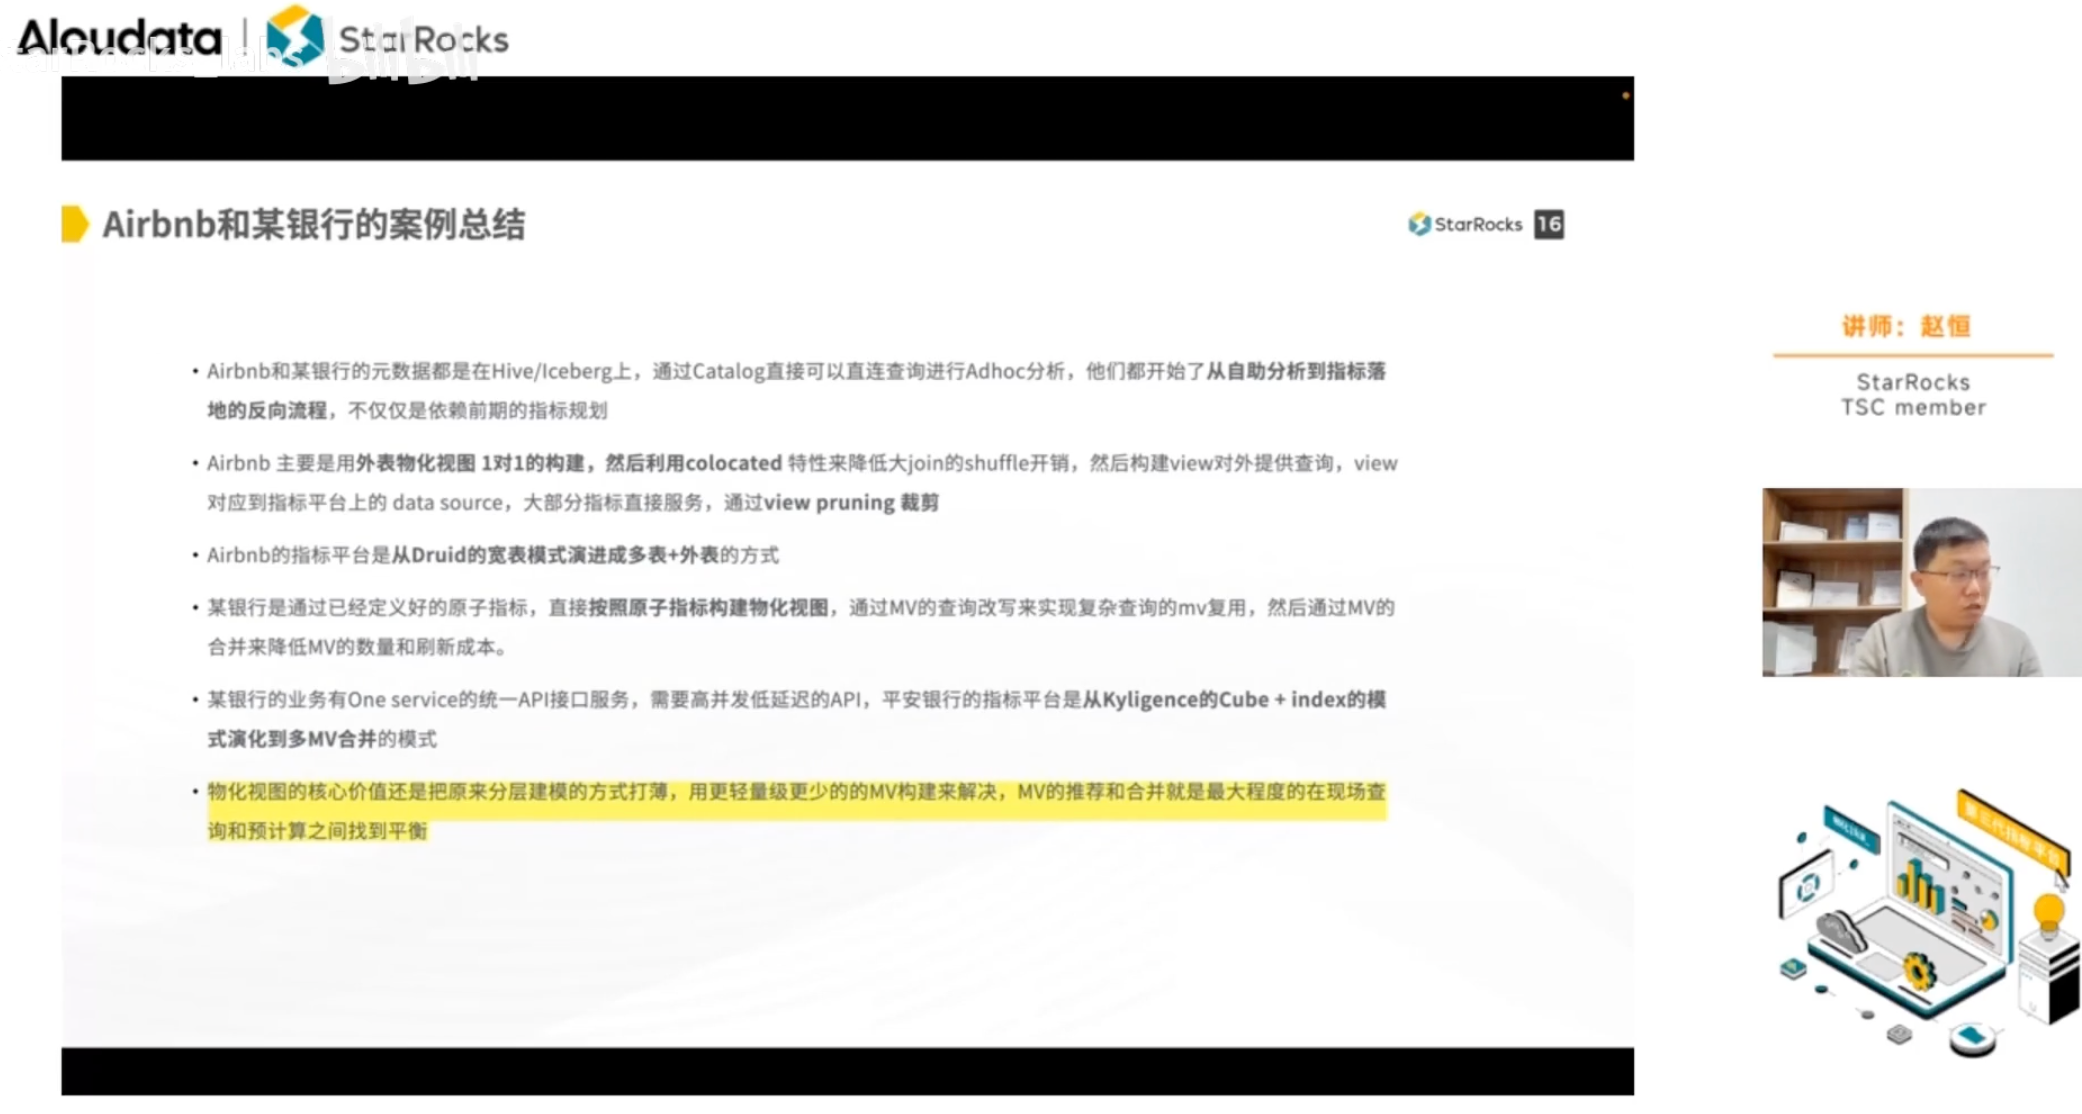 Aloudata | StarRocks
StarRocks_labs bilibili
Airbnb和某银行的案例总结
StarRocks 16
• Airbnb和某银行的元数据都是在Hive/Iceberg上，通过Catalog直接可以直连查询进行Adhoc分析，他们都开始了从自助分析到指标落
地的反向流程，不仅仅是依赖前期的指标规划
• Airbnb 主要是用外表物化视图 1对1的构建，然后利用colocated 特性来降低大join的shuffle开销，然后构建view对外提供查询，view
对应到指标平台上的 data source，大部分指标直接服务，通过view pruning 裁剪
• Airbnb的指标平台是从Druid的宽表模式演进成多表+外表的方式
• 某银行是通过已经定义好的原子指标，直接按照原子指标构建物化视图，通过MV的查询改写来实现复杂查询的mv复用，然后通过MV的
合并来降低MV的数量和刷新成本。
• 某银行的业务有One service的统一API接口服务，需要高并发低延迟的API，平安银行的指标平台是从Kyligence的Cube + index的模
式演化到多MV合并的模式
• 物化视图的核心价值还是把原来分层建模的方式打薄，用更轻量级更少的的MV构建来解决，MV的推荐和合并就是最大程度的在现场查
询和预计算之间找到平衡
讲师：赵恒
StarRocks
TSC member